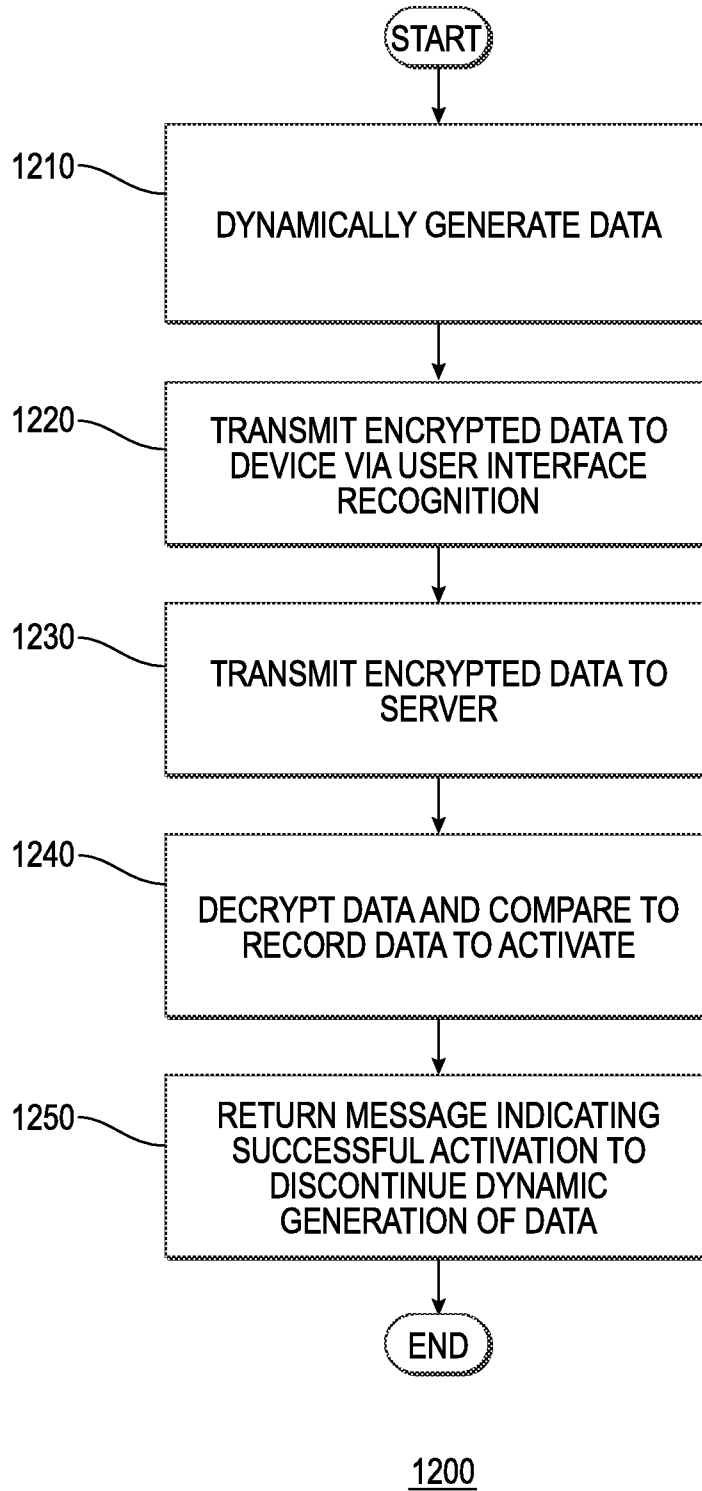 START
1210
DYNAMICALLY GENERATE DATA
1220
TRANSMIT ENCRYPTED DATA TO
DEVICE VIA USER INTERFACE
RECOGNITION
1230
TRANSMIT ENCRYPTED DATA TO
SERVER
1240
DECRYPT DATA AND COMPARE TO
RECORD DATA TO ACTIVATE
1250
RETURN MESSAGE INDICATING
SUCCESSFUL ACTIVATION TO
DISCONTINUE DYNAMIC
GENERATION OF DATA
END
1200